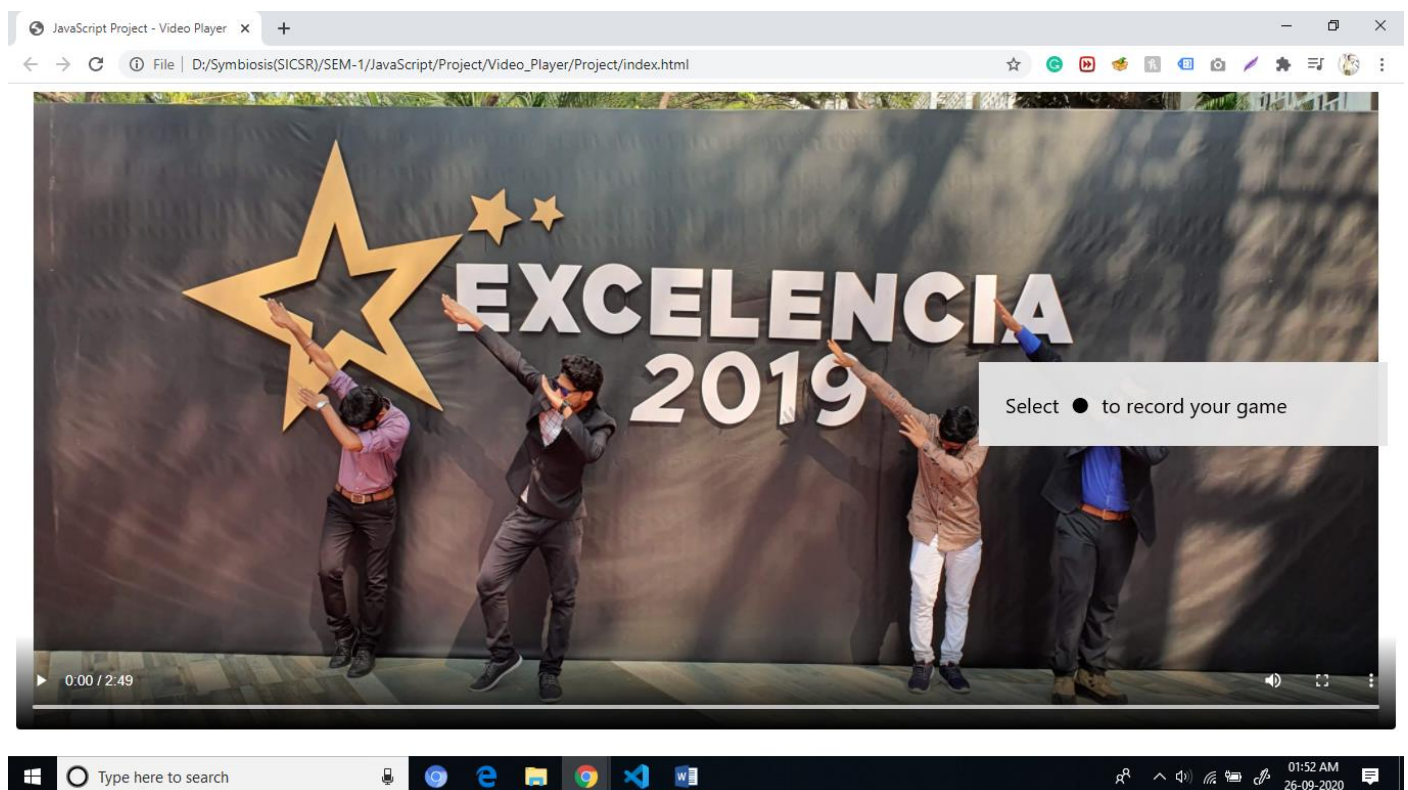 JavaScript Project - Video Player
File | D:/Symbiosis(SICSR)/SEM-1/JavaScript/Project/Video_Player/Project/index.html
EXCELENCIA
2019
Select ● to record your game
0:00 / 2:49
Type here to search
01:52 AM
26-09-2020